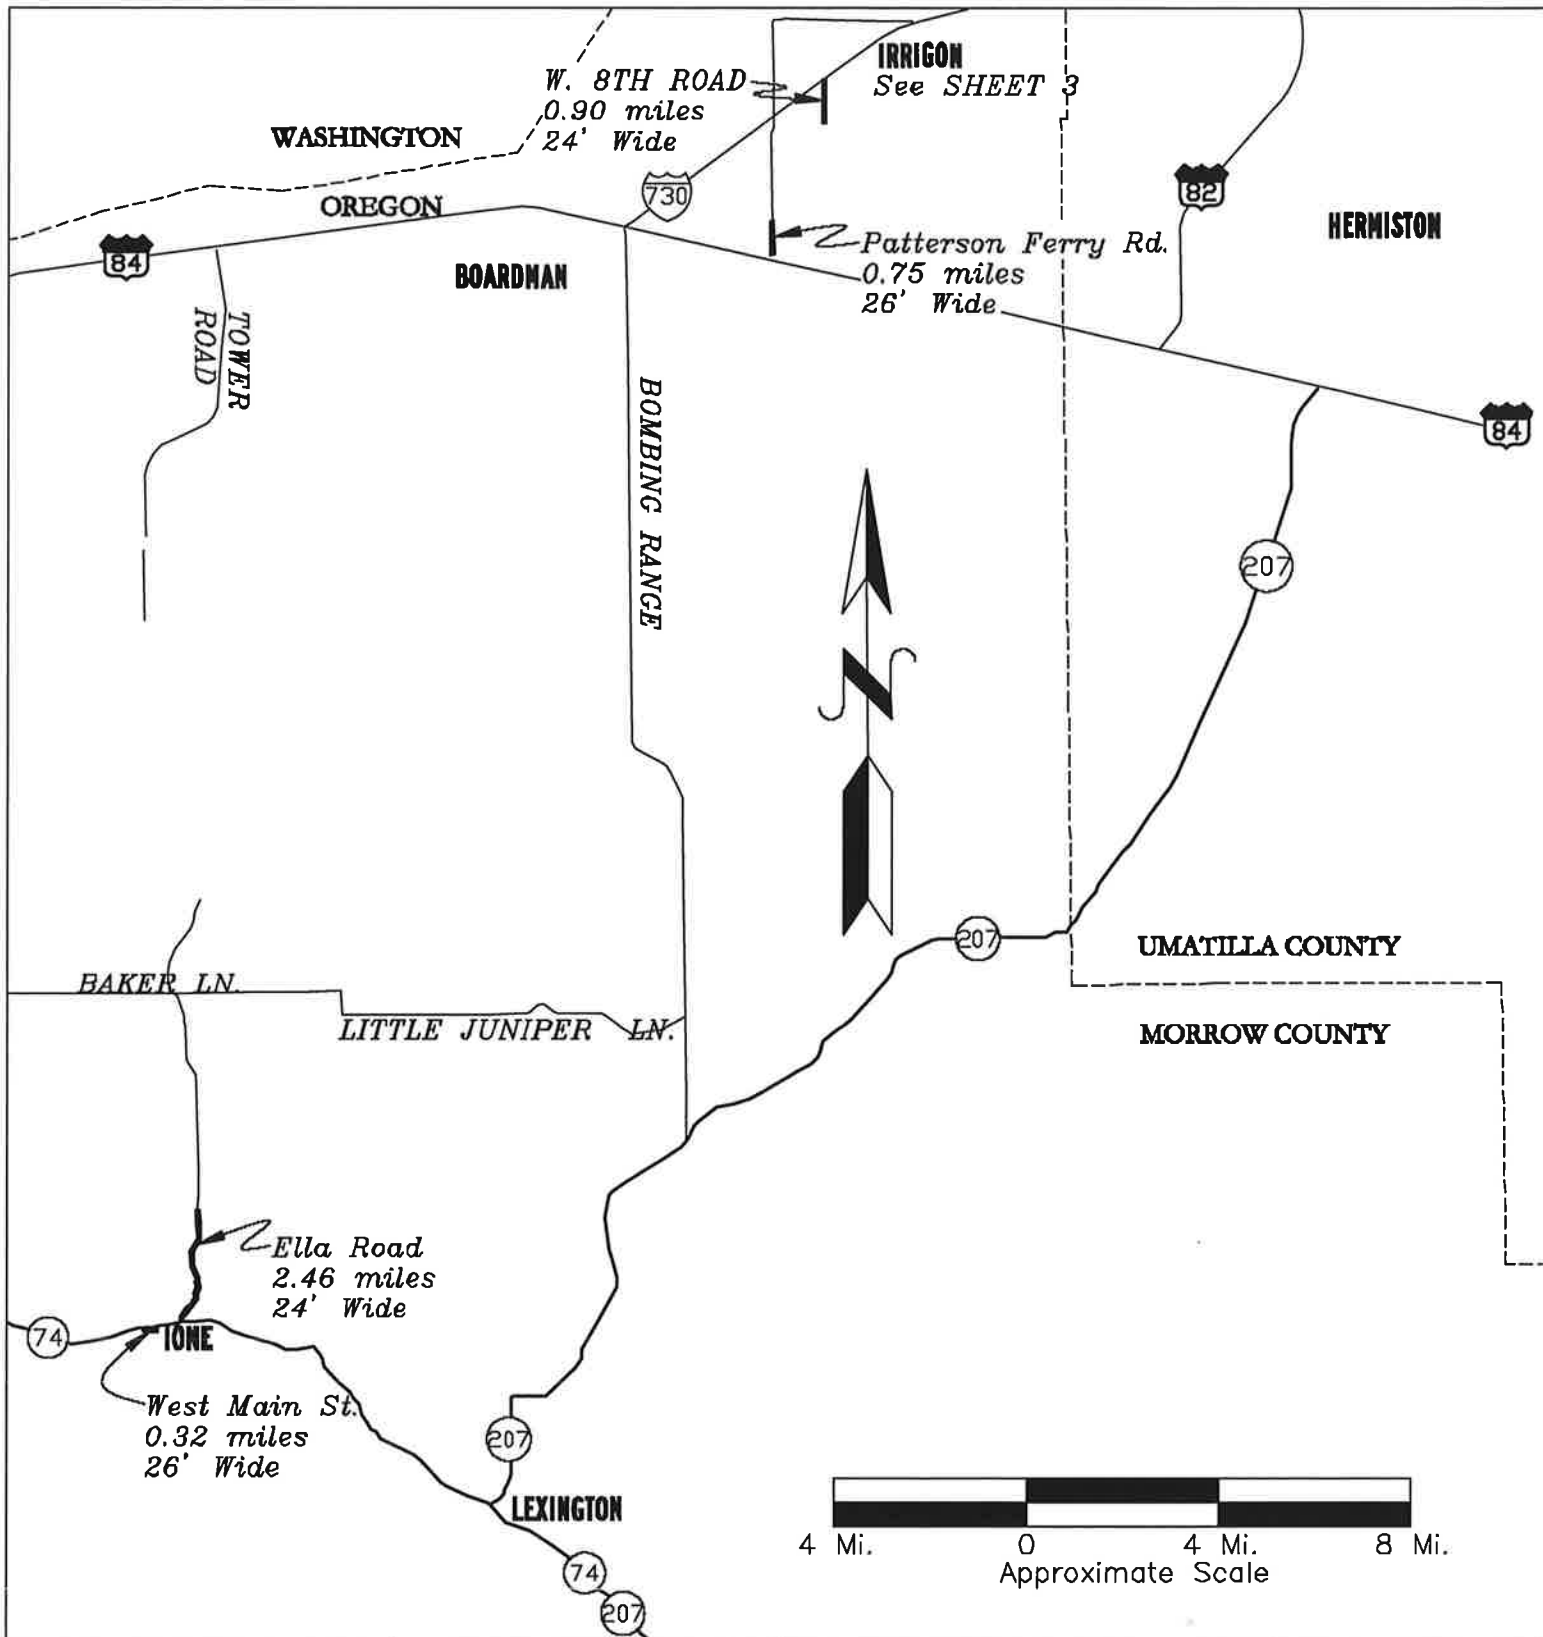 IRRIGON
See SHEET 3
W. 8TH ROAD
0.90 miles
24' Wide
WASHINGTON
OREGON
730
82
HERMISTON
84
BOARDMAN
Patterson Ferry Rd.
0.75 miles
26' Wide
TOWER
ROAD
BOMBING RANGE
84
207
N
207
UMATILLA COUNTY
MORROW COUNTY
BAKER LN.
LITTLE JUNIPER LN.
Ella Road
2.46 miles
24' Wide
74
IONE
West Main St.
0.32 miles
26' Wide
207
LEXINGTON
74
207
4 Mi. 0 4 Mi. 8 Mi.
Approximate Scale